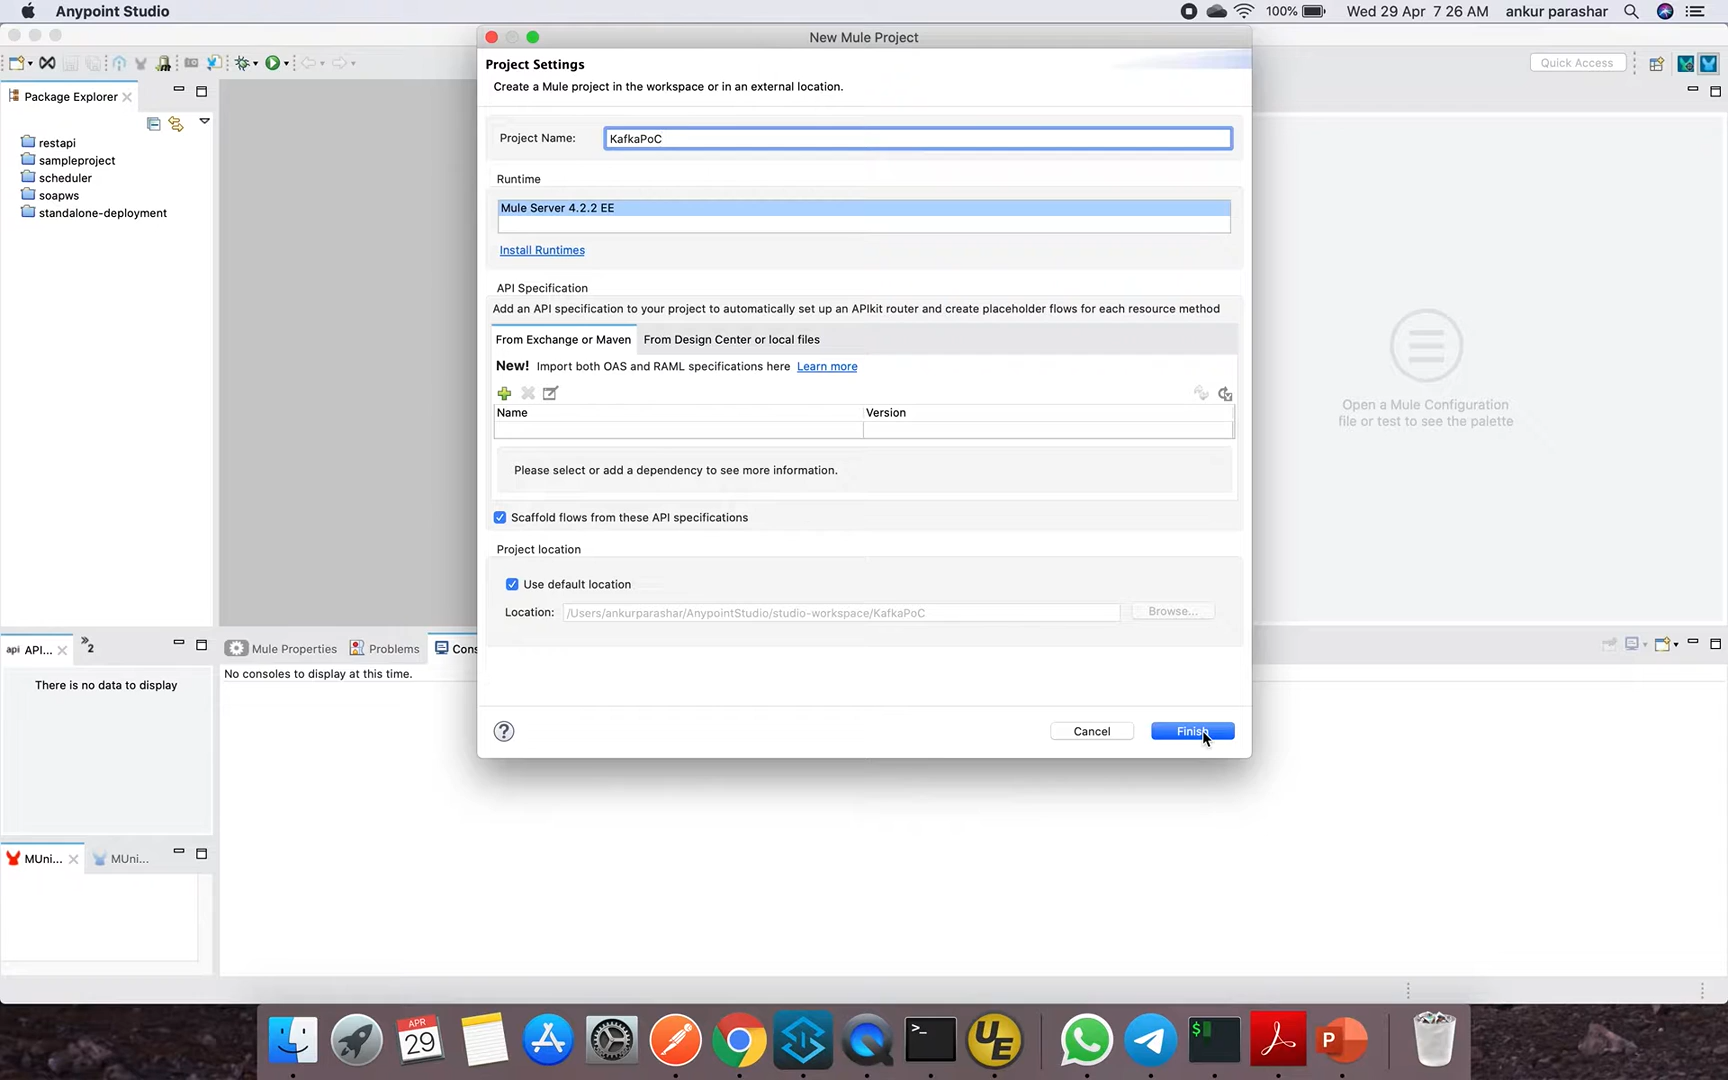 Anypoint Studio
100%
Wed 29 Apr 7 26 AM
ankur parashar
New Mule Project
Quick Access
Package Explorer
restapi
sampleproject
scheduler
soapws
standalone-deployment
Project Settings
Create a Mule project in the workspace or in an external location.
Project Name:
KafkaPoC
Runtime
Mule Server 4.2.2 EE
Install Runtimes
API Specification
Add an API specification to your project to automatically set up an APIkit router and create placeholder flows for each resource method
From Exchange or Maven
From Design Center or local files
New! Import both OAS and RAML specifications here Learn more
Name
Version
Please select or add a dependency to see more information.
Scaffold flows from these API specifications
Project location
Use default location
Location:
/Users/ankurparashar/AnypointStudio/studio-workspace/KafkaPoC
Browse...
?
Cancel
Finish
Open a Mule Configuration
file or test to see the palette
api API...
2
There is no data to display
Mule Properties
Problems
Cons
No consoles to display at this time.
MUni...
MUni...
APR
29
>_
UE
$
P